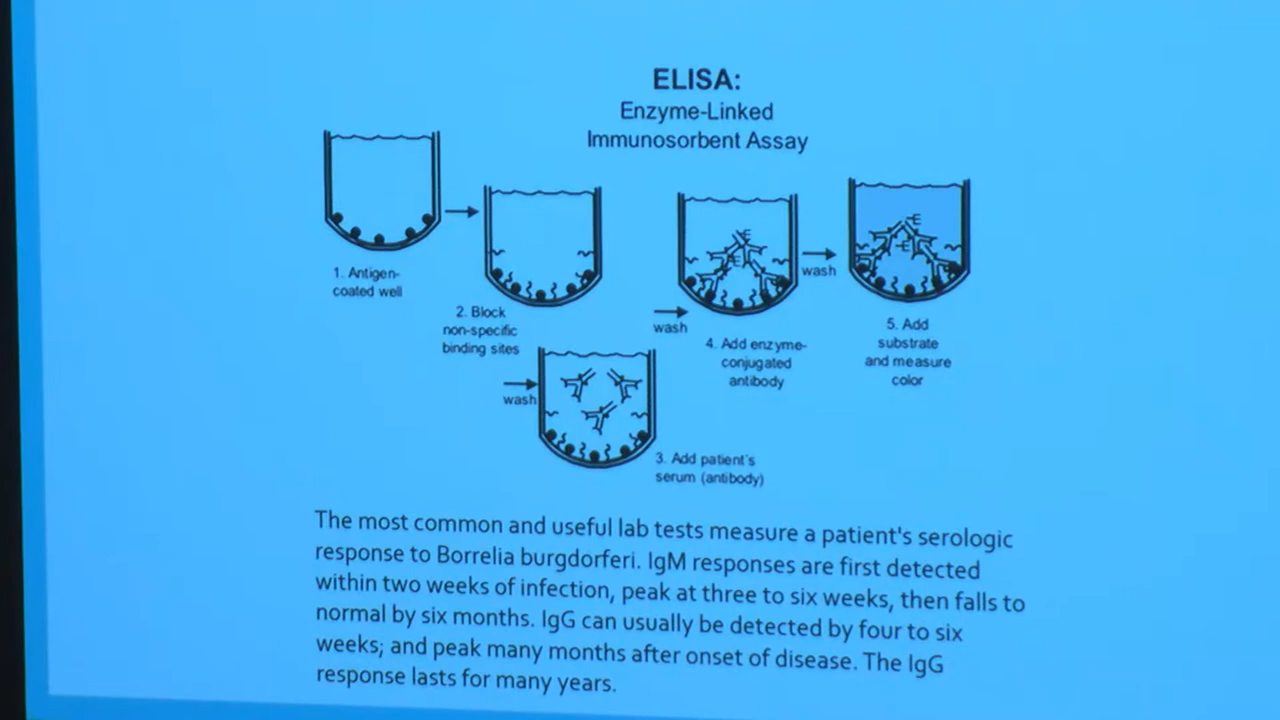 ELISA:
Enzyme-Linked
Immunosorbent Assay
1. Antigen-
coated well
2. Block
non-specific
binding sites
wash
3. Add patient's
serum (antibody)
wash
4. Add enzyme-
conjugated
antibody
wash
5. Add
substrate
and measure
color
E
E
E
E
The most common and useful lab tests measure a patient's serologic
response to Borrelia burgdorferi. IgM responses are first detected
within two weeks of infection, peak at three to six weeks, then falls to
normal by six months. IgG can usually be detected by four to six
weeks; and peak many months after onset of disease. The IgG
response lasts for many years.